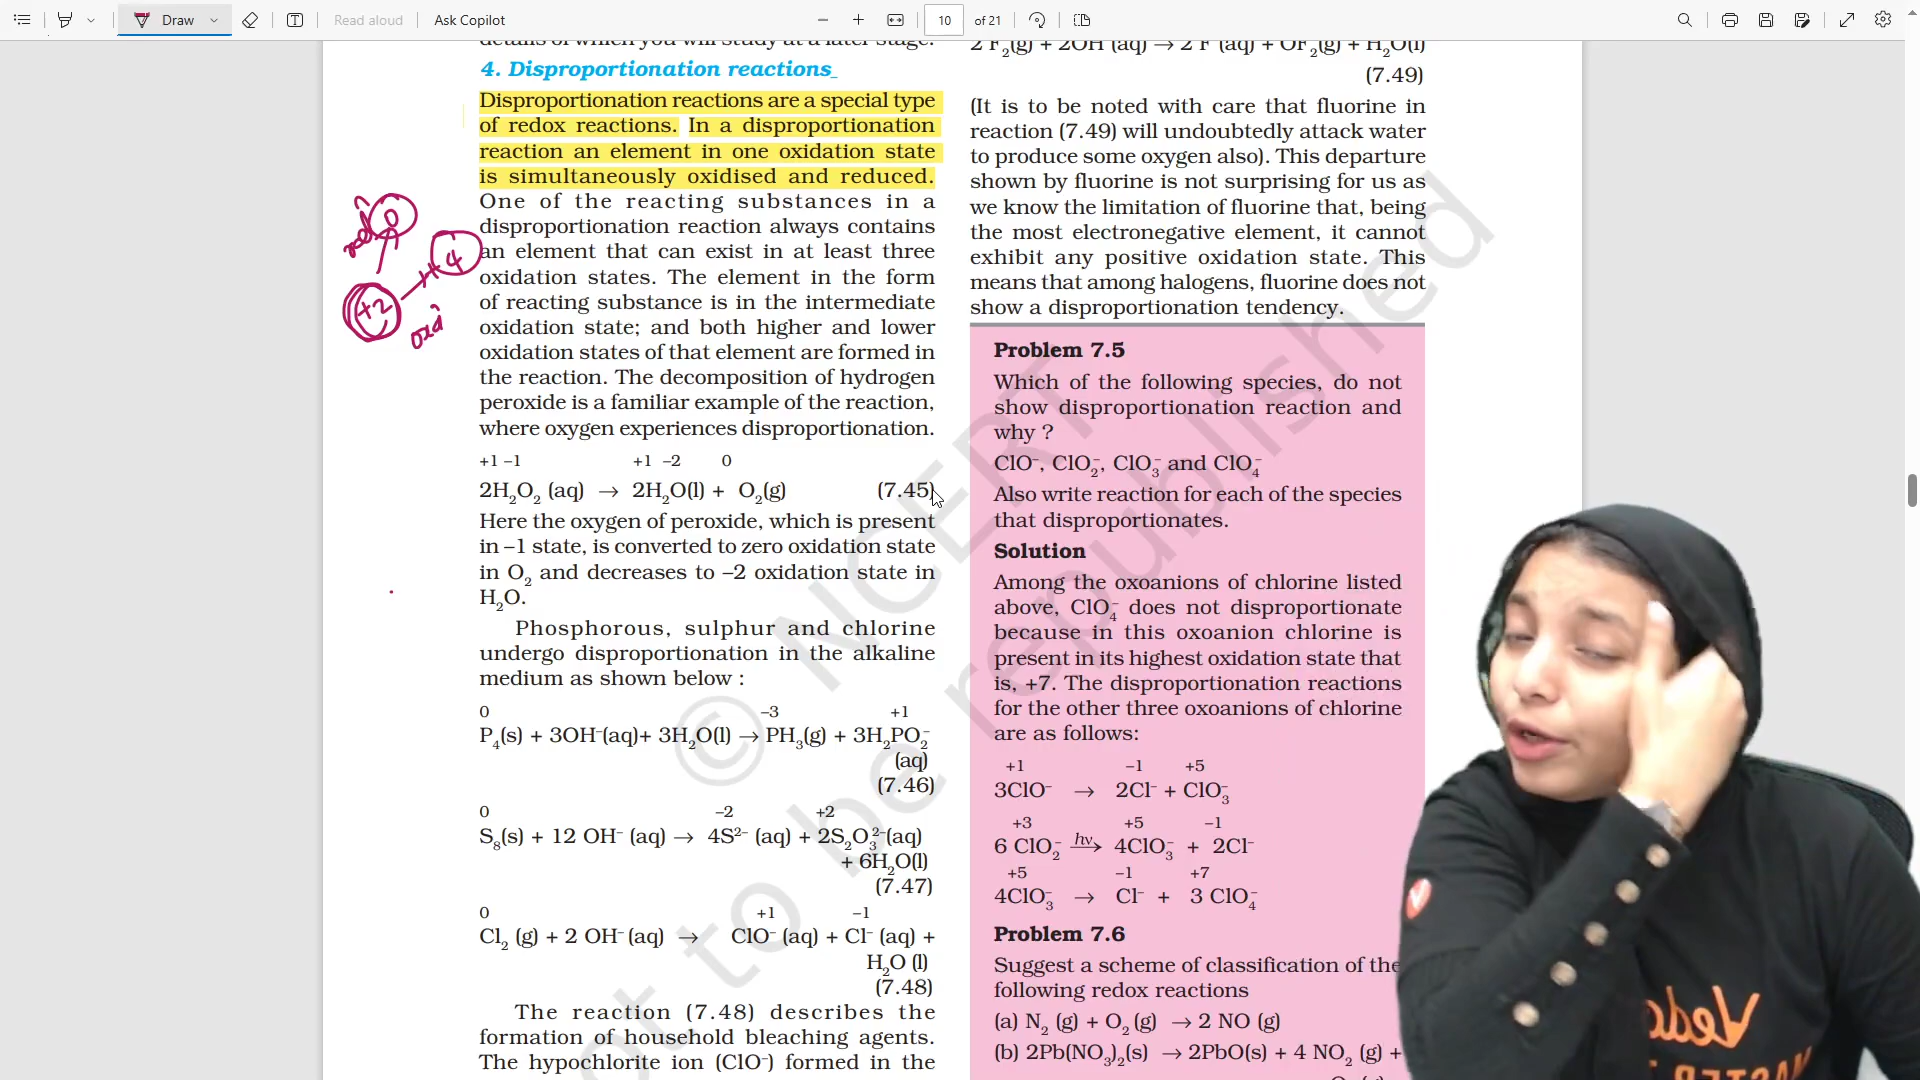 Draw
Read aloud
Ask Copilot
10
of 21
details of which you will study at a later stage.
4. Disproportionation reactions
Disproportionation reactions are a special type
of redox reactions. In a disproportionation
reaction an element in one oxidation state
is simultaneously oxidised and reduced.
One of the reacting substances in a
disproportionation reaction always contains
an element that can exist in at least three
oxidation states. The element in the form
of reacting substance is in the intermediate
oxidation state; and both higher and lower
oxidation states of that element are formed in
the reaction. The decomposition of hydrogen
peroxide is a familiar example of the reaction,
where oxygen experiences disproportionation.
+1 –1 +1 –2 0
2H₂O₂ (aq) → 2H₂O(l) + O₂(g) (7.45)
Here the oxygen of peroxide, which is present
in –1 state, is converted to zero oxidation state
in O₂ and decreases to –2 oxidation state in
H₂O.
Phosphorous, sulphur and chlorine
undergo disproportionation in the alkaline
medium as shown below :
0 –3 +1
P₄(s) + 3OH⁻(aq)+ 3H₂O(l) → PH₃(g) + 3H₂PO₂⁻
(aq)
(7.46)
0 –2 +2
S₈(s) + 12 OH⁻ (aq) → 4S²⁻ (aq) + 2S₂O₃²⁻(aq)
+ 6H₂O(l)
(7.47)
0 +1 –1
Cl₂ (g) + 2 OH⁻ (aq) → ClO⁻ (aq) + Cl⁻ (aq) +
H₂O (l)
(7.48)
The reaction (7.48) describes the
formation of household bleaching agents.
The hypochlorite ion (ClO⁻) formed in the
0
+4
+2
oxi
2 F₂(g) + 2OH⁻(aq) → 2 F⁻(aq) + OF₂(g) + H₂O(l)
(7.49)
(It is to be noted with care that fluorine in
reaction (7.49) will undoubtedly attack water
to produce some oxygen also). This departure
shown by fluorine is not surprising for us as
we know the limitation of fluorine that, being
the most electronegative element, it cannot
exhibit any positive oxidation state. This
means that among halogens, fluorine does not
show a disproportionation tendency.
Problem 7.5
Which of the following species, do not
show disproportionation reaction and
why ?
ClO⁻, ClO₂⁻, ClO₃⁻ and ClO₄⁻
Also write reaction for each of the species
that disproportionates.
Solution
Among the oxoanions of chlorine listed
above, ClO₄⁻ does not disproportionate
because in this oxoanion chlorine is
present in its highest oxidation state that
is, +7. The disproportionation reactions
for the other three oxoanions of chlorine
are as follows:
+1 –1 +5
3ClO⁻ → 2Cl⁻ + ClO₃⁻
+3 +5 –1
6 ClO₂⁻ hν→ 4ClO₃⁻ + 2Cl⁻
+5 –1 +7
4ClO₃⁻ → Cl⁻ + 3 ClO₄⁻
Problem 7.6
Suggest a scheme of classification of the
following redox reactions
(a) N₂ (g) + O₂ (g) → 2 NO (g)
(b) 2Pb(NO₃)₂(s) → 2PbO(s) + 4 NO₂ (g) +
© NCERT
not to be republished
Veda
MASTER